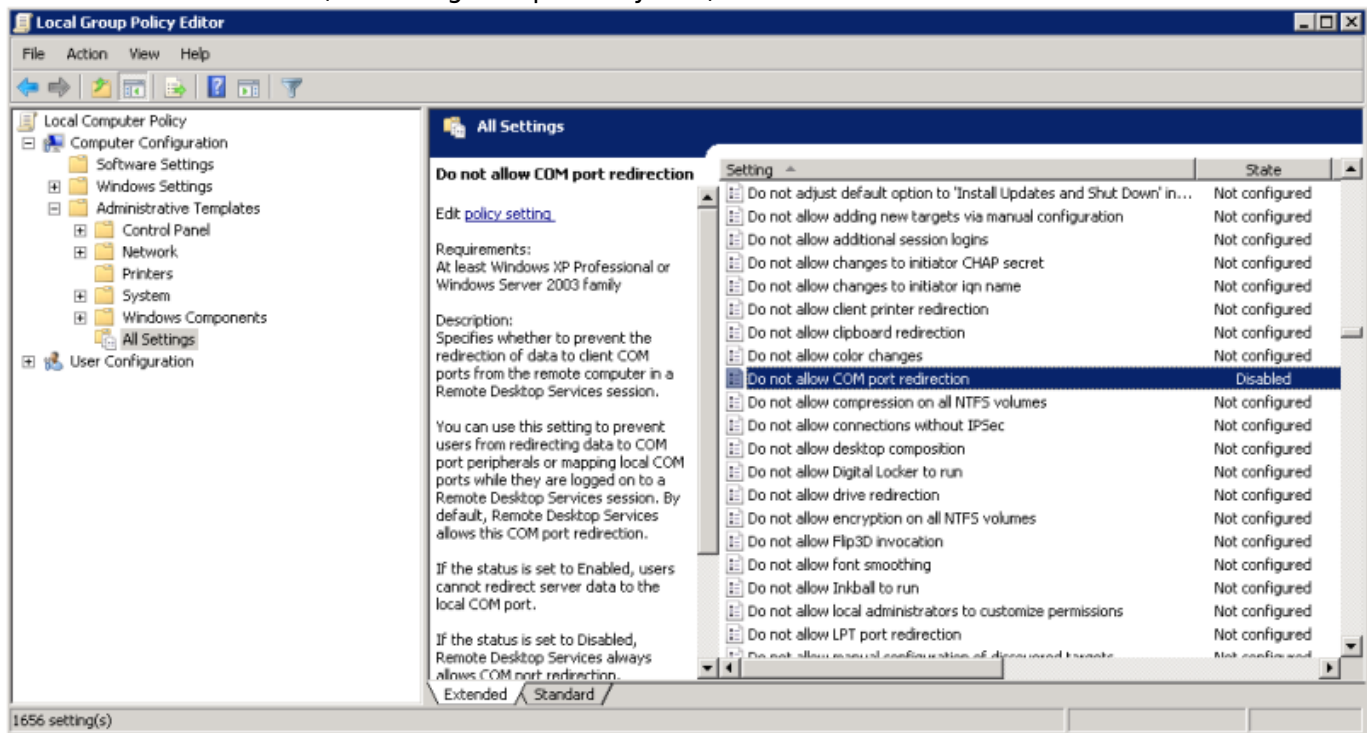 Local Group Policy Editor
File Action View Help
Local Computer Policy
Computer Configuration
Software Settings
Windows Settings
Administrative Templates
Control Panel
Network
Printers
System
Windows Components
All Settings
User Configuration
All Settings
Do not allow COM port redirection
Edit policy setting
Requirements:
At least Windows XP Professional or
Windows Server 2003 family
Description:
Specifies whether to prevent the
redirection of data to client COM
ports from the remote computer in a
Remote Desktop Services session.
You can use this setting to prevent
users from redirecting data to COM
port peripherals or mapping local COM
ports while they are logged on to a
Remote Desktop Services session. By
default, Remote Desktop Services
allows this COM port redirection.
If the status is set to Enabled, users
cannot redirect server data to the
local COM port.
If the status is set to Disabled,
Remote Desktop Services always
allows COM port redirection.
Setting State
Do not adjust default option to 'Install Updates and Shut Down' in... Not configured
Do not allow adding new targets via manual configuration Not configured
Do not allow additional session logins Not configured
Do not allow changes to initiator CHAP secret Not configured
Do not allow changes to initiator iqn name Not configured
Do not allow client printer redirection Not configured
Do not allow clipboard redirection Not configured
Do not allow color changes Not configured
Do not allow COM port redirection Disabled
Do not allow compression on all NTFS volumes Not configured
Do not allow connections without IPSec Not configured
Do not allow desktop composition Not configured
Do not allow Digital Locker to run Not configured
Do not allow drive redirection Not configured
Do not allow encryption on all NTFS volumes Not configured
Do not allow Flip3D invocation Not configured
Do not allow font smoothing Not configured
Do not allow Inkball to run Not configured
Do not allow local administrators to customize permissions Not configured
Do not allow LPT port redirection Not configured
Do not allow manual configuration of discovered targets Not configured
Extended Standard
1656 setting(s)